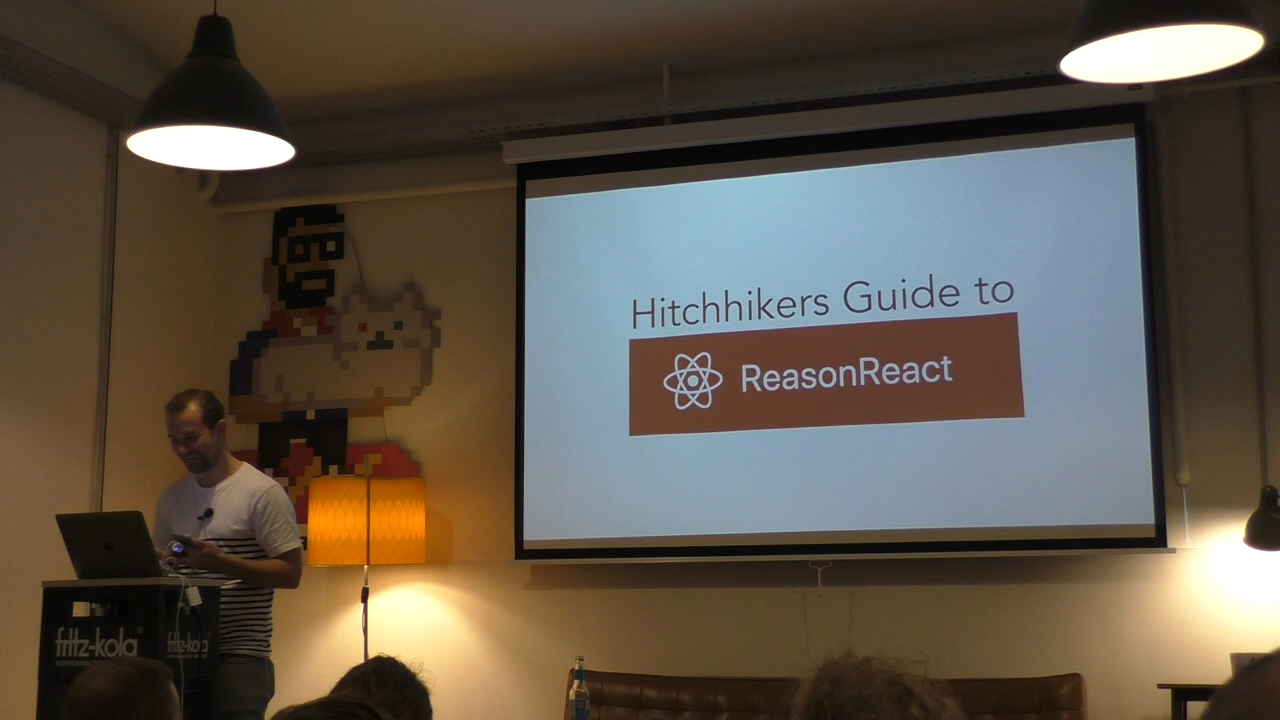 Hitchhikers Guide to
ReasonReact
fritz-kola
fritz-kola